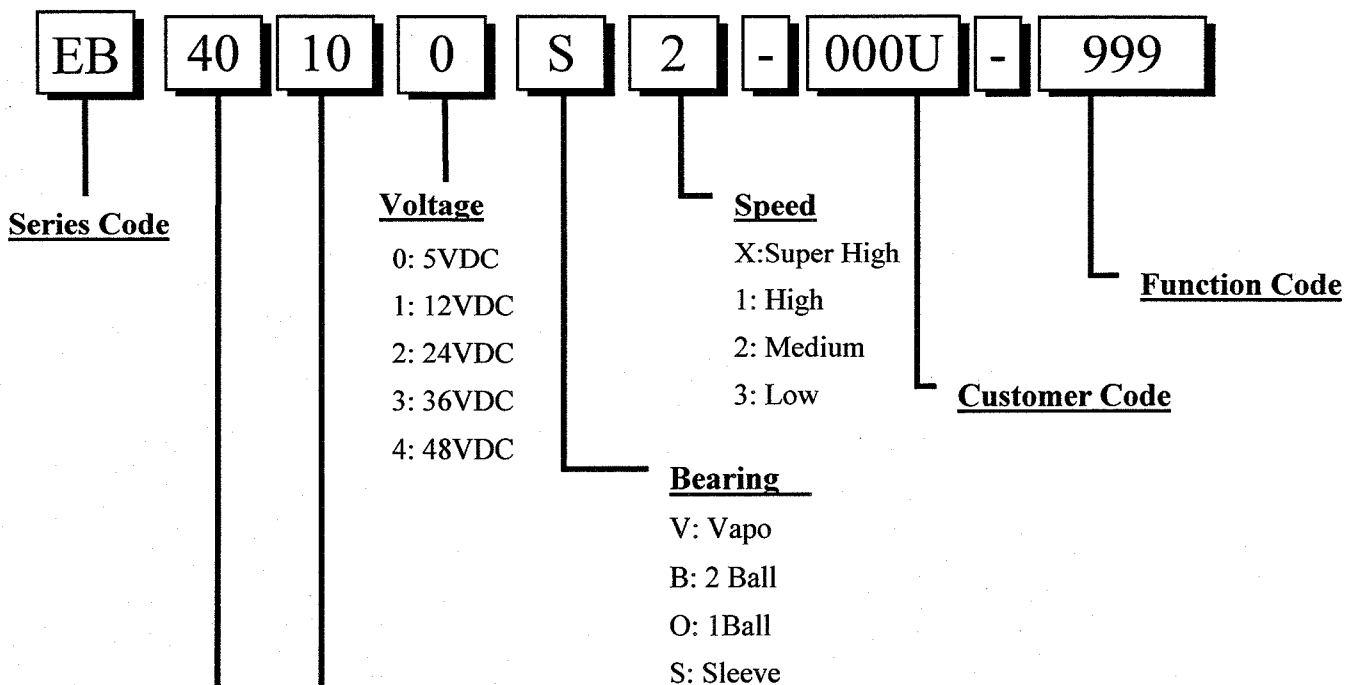 EB 40 10 0 S 2 - 000U - 999
Series Code
Voltage
0: 5VDC
1: 12VDC
2: 24VDC
3: 36VDC
4: 48VDC
Speed
X:Super High
1: High
2: Medium
3: Low
Function Code
Customer Code
Bearing
V: Vapo
B: 2 Ball
O: 1Ball
S: Sleeve